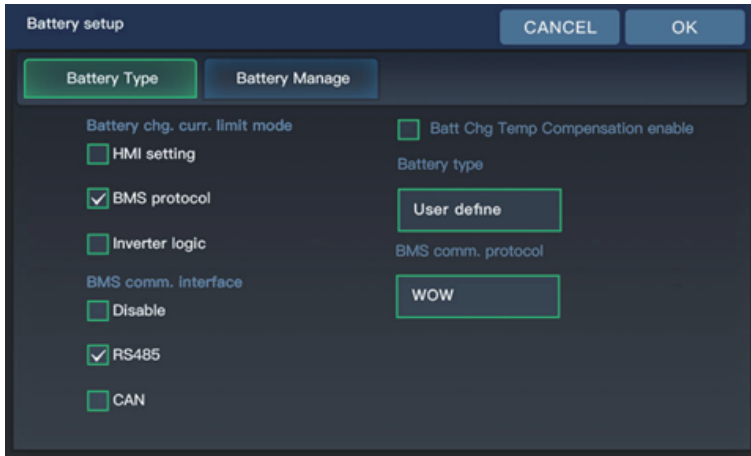 Battery setup
CANCEL
OK
Battery Type
Battery Manage
Battery chg. curr. limit mode
HMI setting
BMS protocol
Inverter logic
BMS comm. interface
Disable
RS485
CAN
Batt Chg Temp Compensation enable
Battery type
User define
BMS comm. protocol
WOW